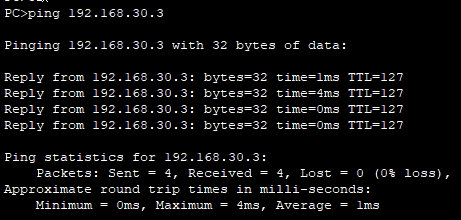 PC>ping 192.168.30.3
Pinging 192.168.30.3 with 32 bytes of data:
Reply from 192.168.30.3: bytes=32 time=1ms TTL=127
Reply from 192.168.30.3: bytes=32 time=4ms TTL=127
Reply from 192.168.30.3: bytes=32 time=0ms TTL=127
Reply from 192.168.30.3: bytes=32 time=0ms TTL=127
Ping statistics for 192.168.30.3:
Packets: Sent = 4, Received = 4, Lost = 0 (0% loss),
Approximate round trip times in milli-seconds:
Minimum = 0ms, Maximum = 4ms, Average = 1ms